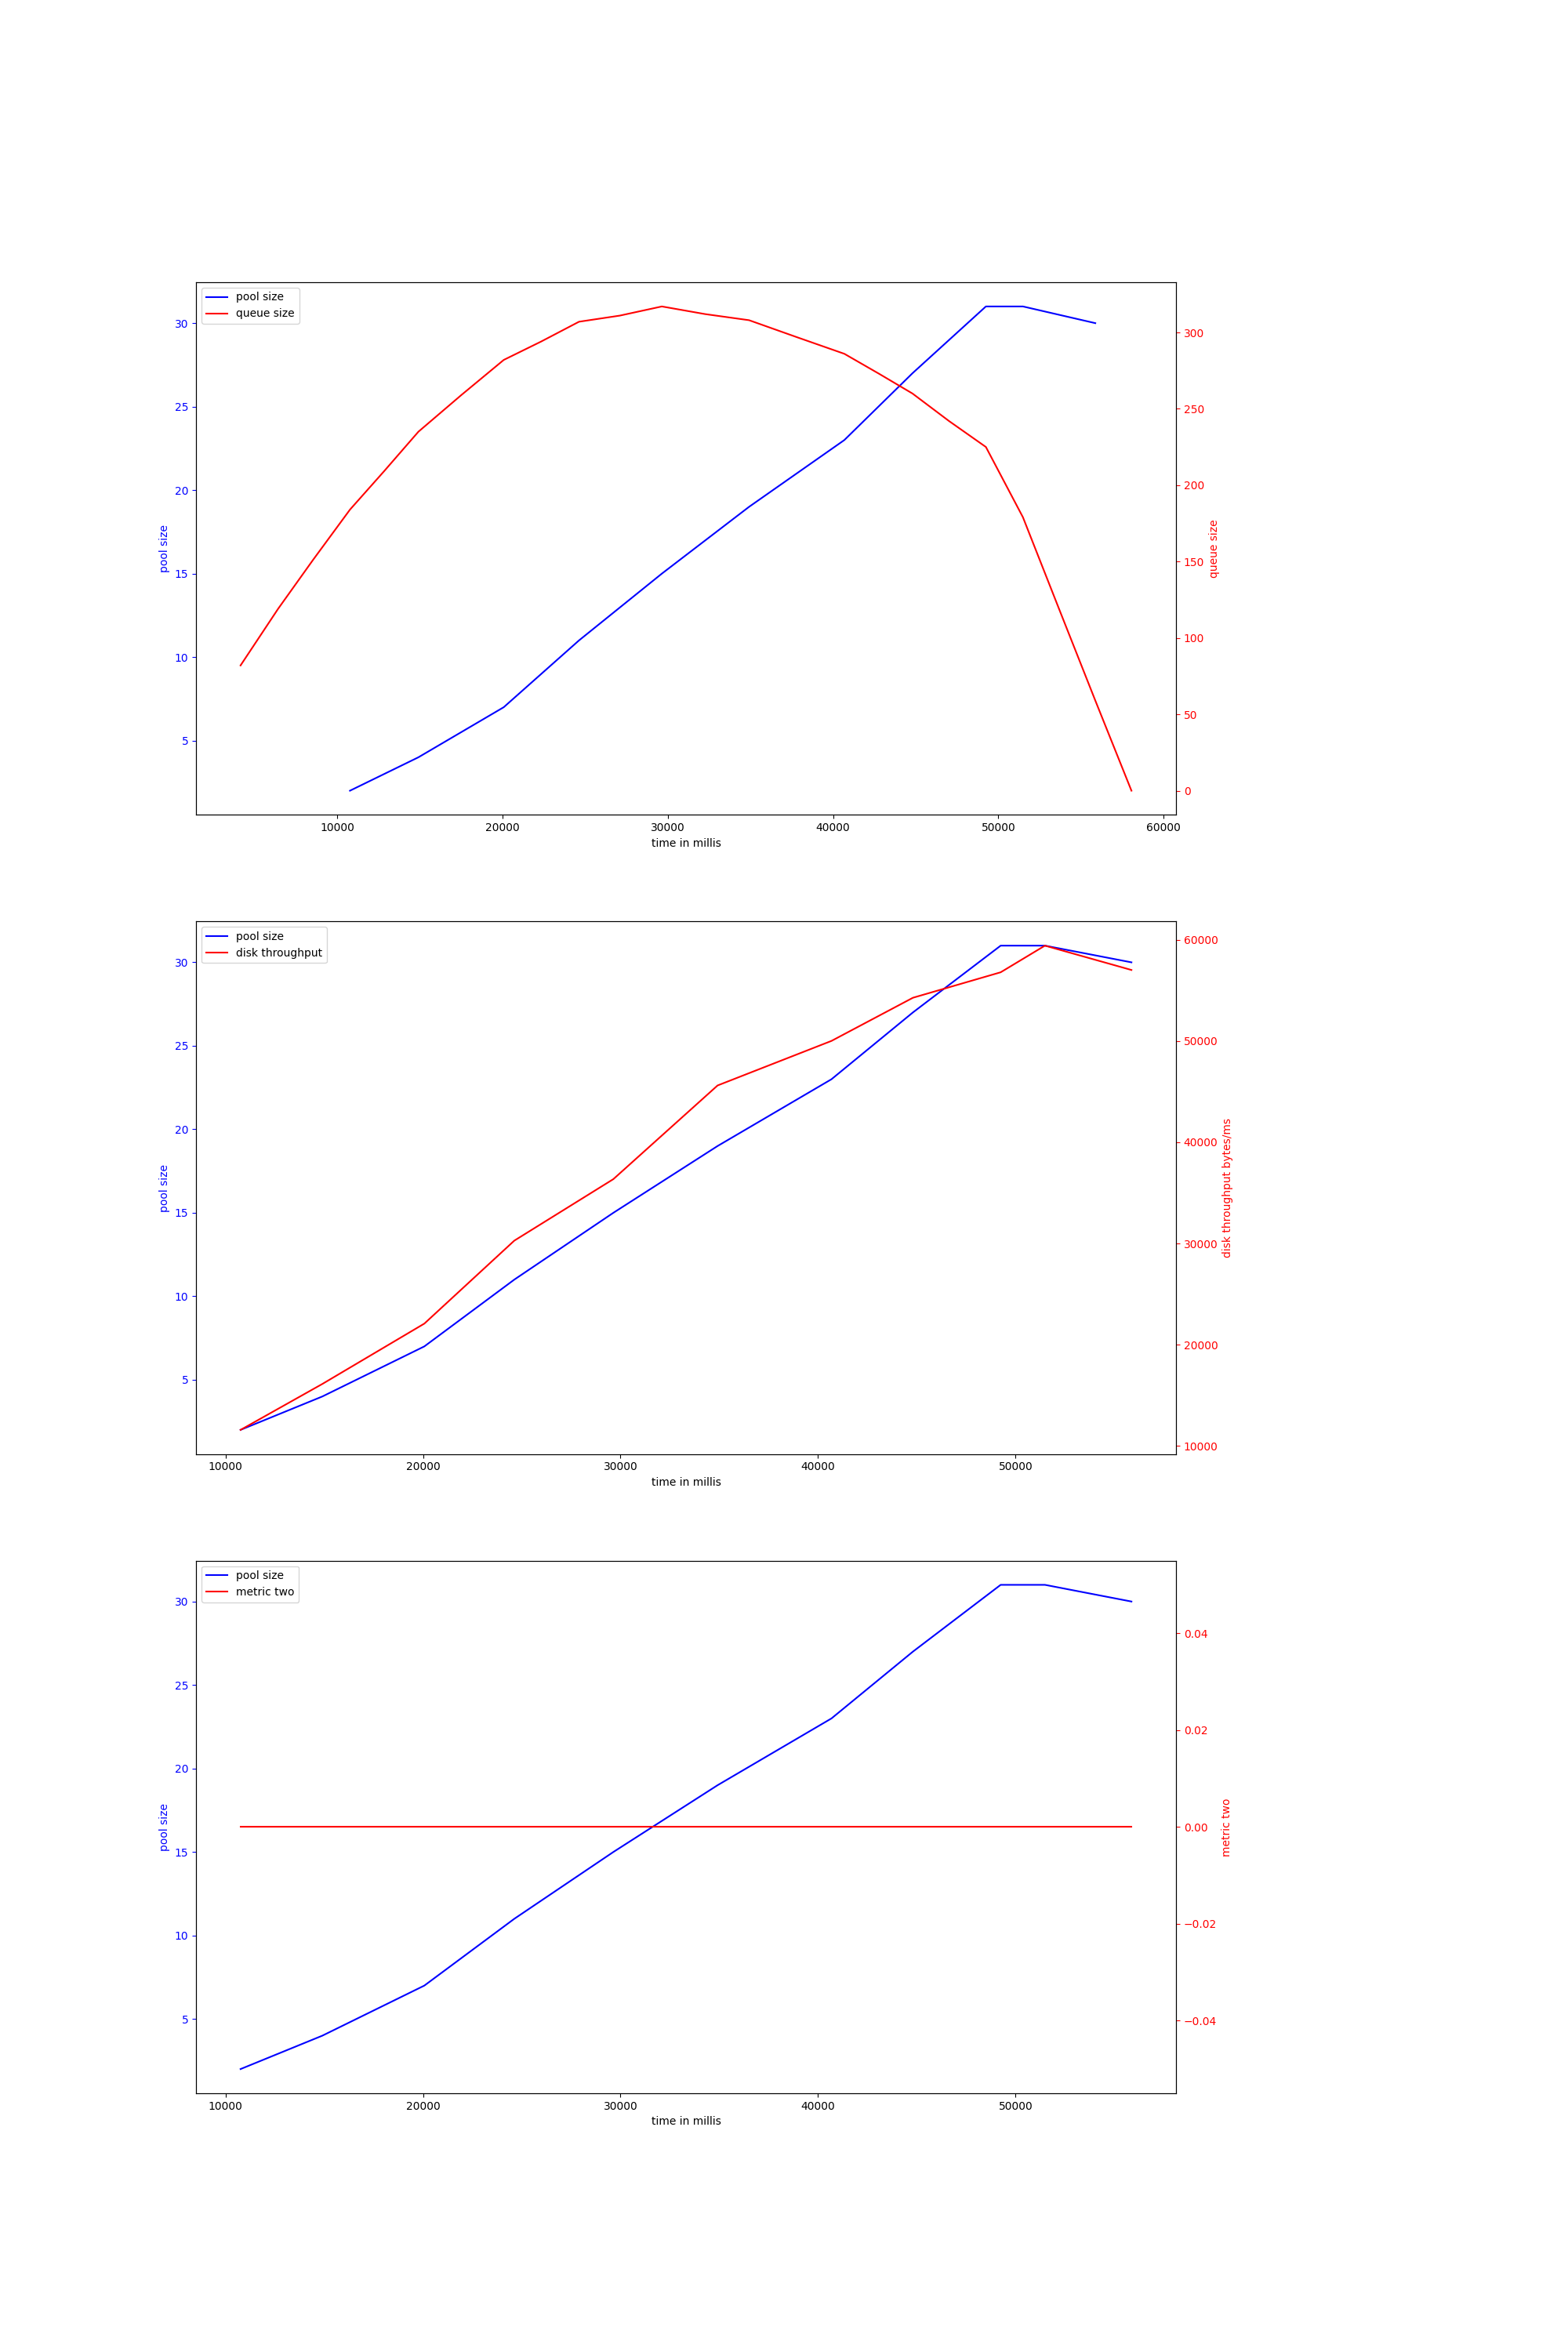 pool size
queue size
30
25
20
15
10
5
pool size
300
250
200
150
100
50
0
queue size
10000 20000 30000 40000 50000 60000
time in millis
pool size
disk throughput
30
25
20
15
10
5
pool size
60000
50000
40000
30000
20000
10000
disk throughput bytes/ms
10000 20000 30000 40000 50000
time in millis
pool size
metric two
30
25
20
15
10
5
pool size
0.04
0.02
0.00
−0.02
−0.04
metric two
10000 20000 30000 40000 50000
time in millis